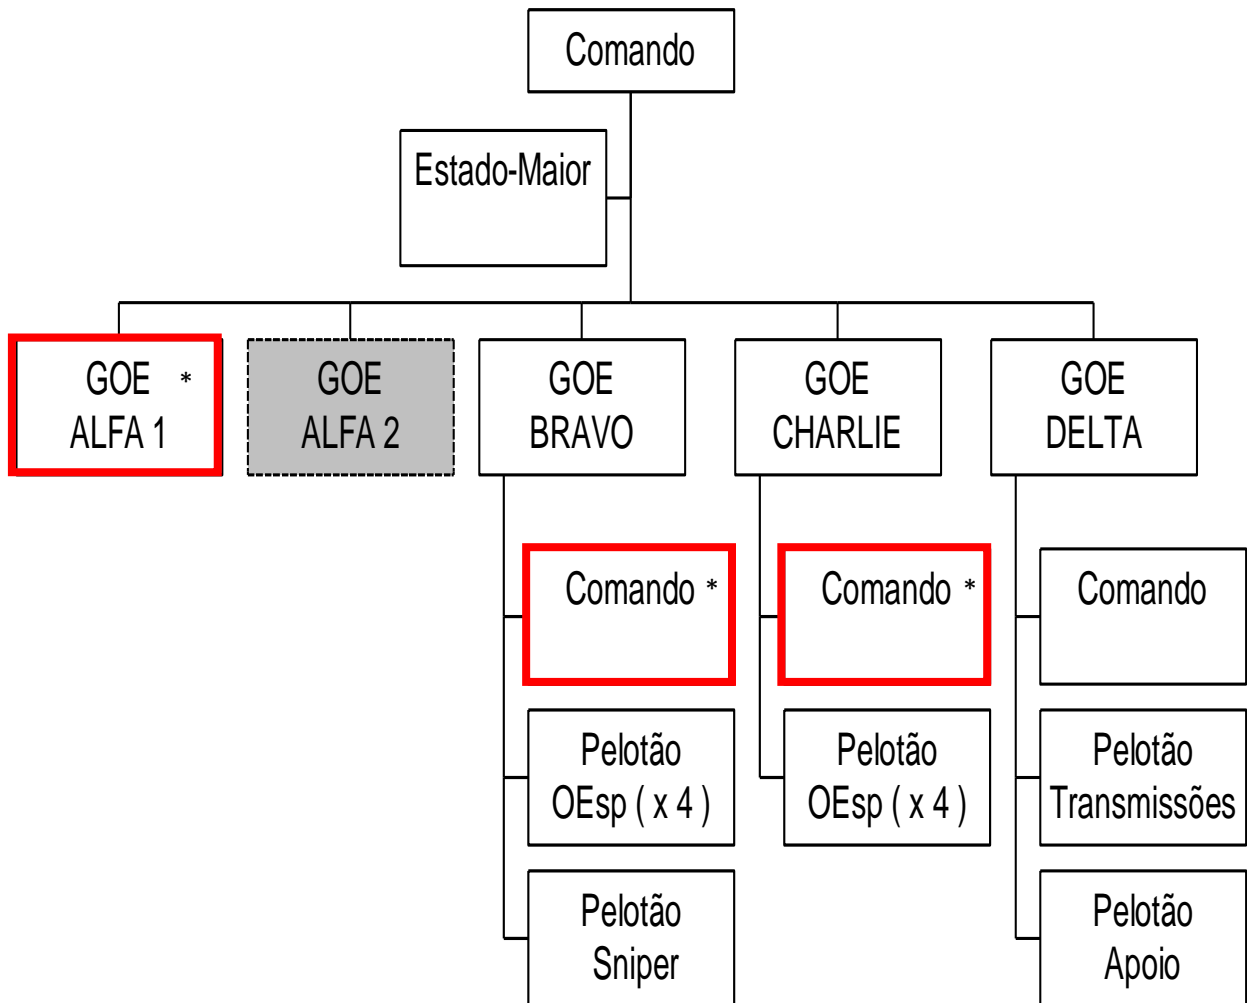 Comando
Estado-Maior
GOE *
ALFA 1
GOE
ALFA 2
GOE
BRAVO
GOE
CHARLIE
GOE
DELTA
Comando *
Comando *
Comando
Pelotão
OEsp ( x 4 )
Pelotão
OEsp ( x 4 )
Pelotão
Transmissões
Pelotão
Sniper
Pelotão
Apoio